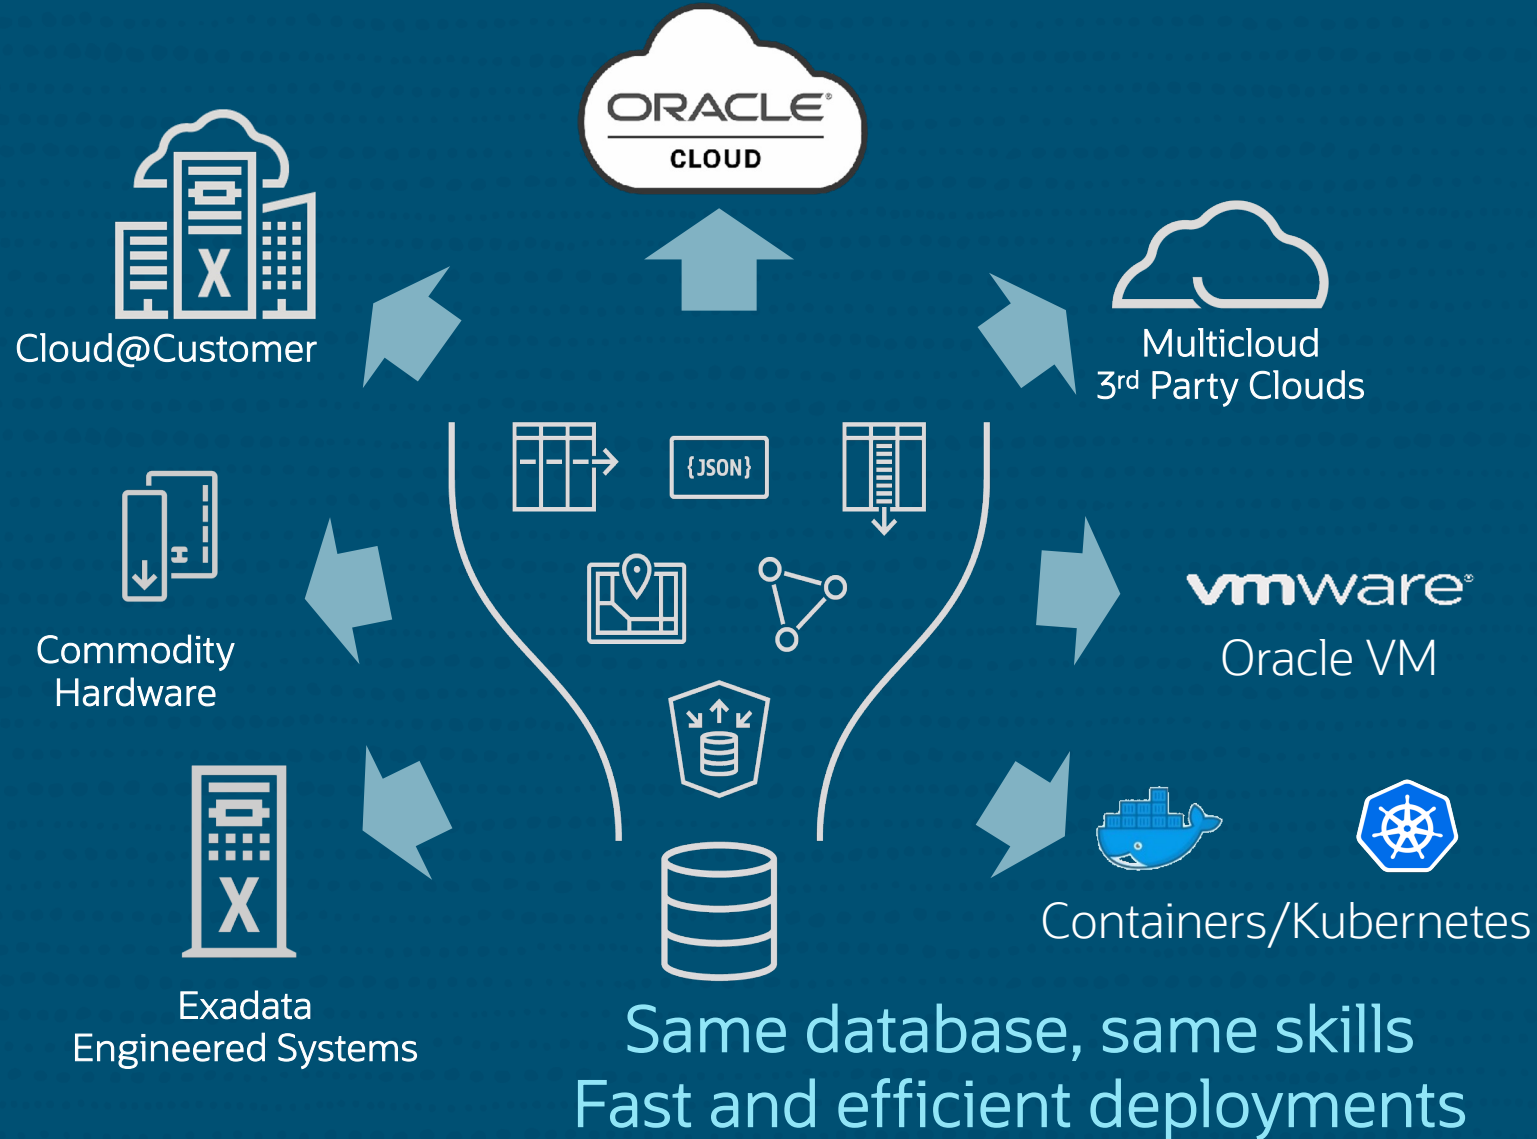 ORACLE®
CLOUD
X
Cloud@Customer
Multicloud
3rd Party Clouds
{JSON}
vmware®
Oracle VM
Commodity
Hardware
X
Containers/Kubernetes
Exadata
Engineered Systems
Same database, same skills
Fast and efficient deployments